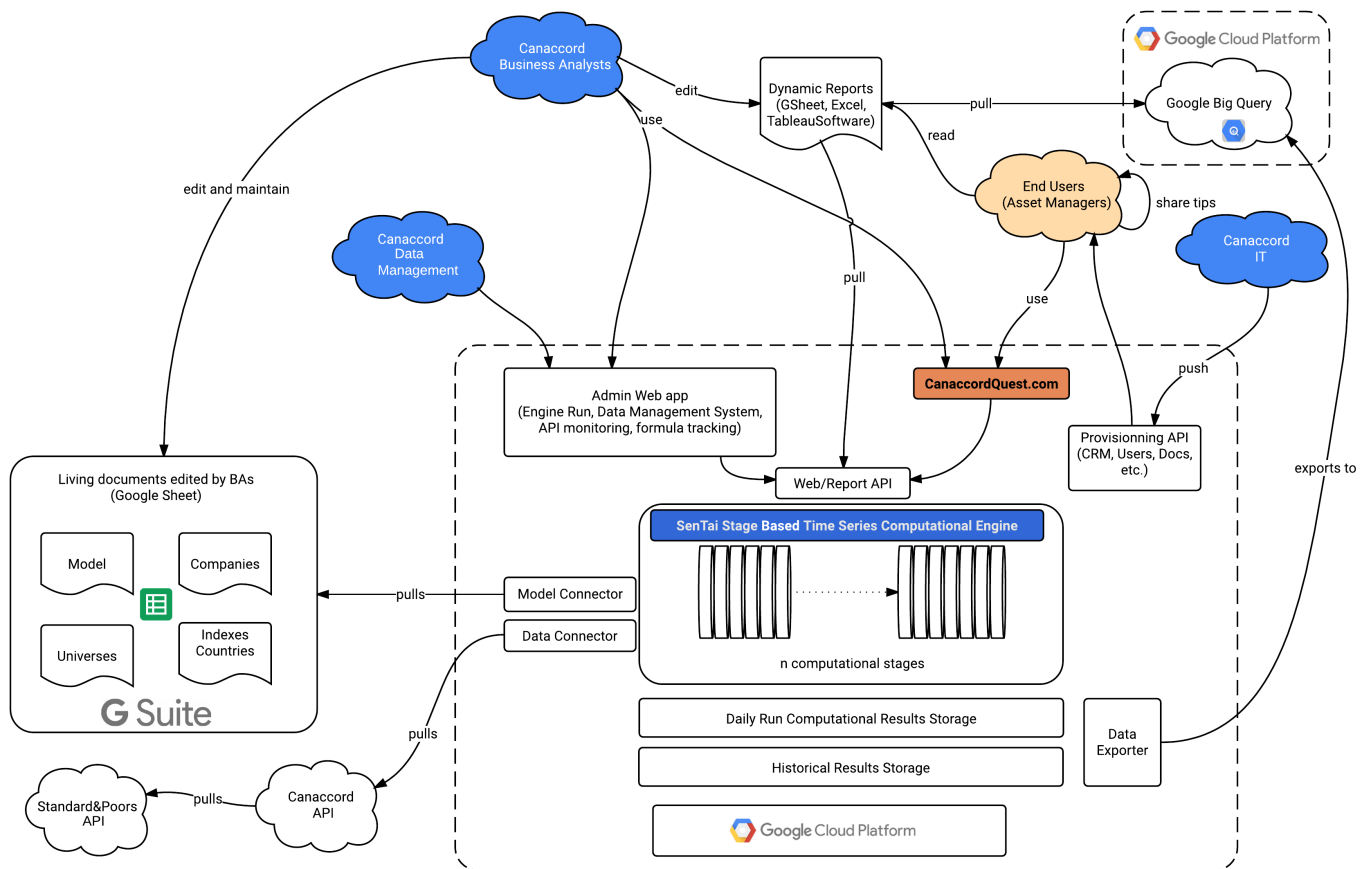 Canaccord
Business Analysts
edit
use
Dynamic Reports
(GSheet, Excel,
TableauSoftware)
pull
Google Cloud Platform
Google Big Query
read
End Users
(Asset Managers)
share tips
edit and maintain
Canaccord
Data
Management
Canaccord
IT
pull
use
push
Admin Web app
(Engine Run, Data Management System,
API monitoring, formula tracking)
CanaccordQuest.com
Provisionning API
(CRM, Users, Docs,
etc.)
Web/Report API
exports to
Living documents edited by BAs
(Google Sheet)
Model
Companies
Universes
Indexes
Countries
G Suite
SenTai Stage Based Time Series Computational Engine
n computational stages
pulls
Model Connector
Data Connector
pulls
Daily Run Computational Results Storage
Historical Results Storage
Data
Exporter
Standard&Poors
API
pulls
Canaccord
API
Google Cloud Platform